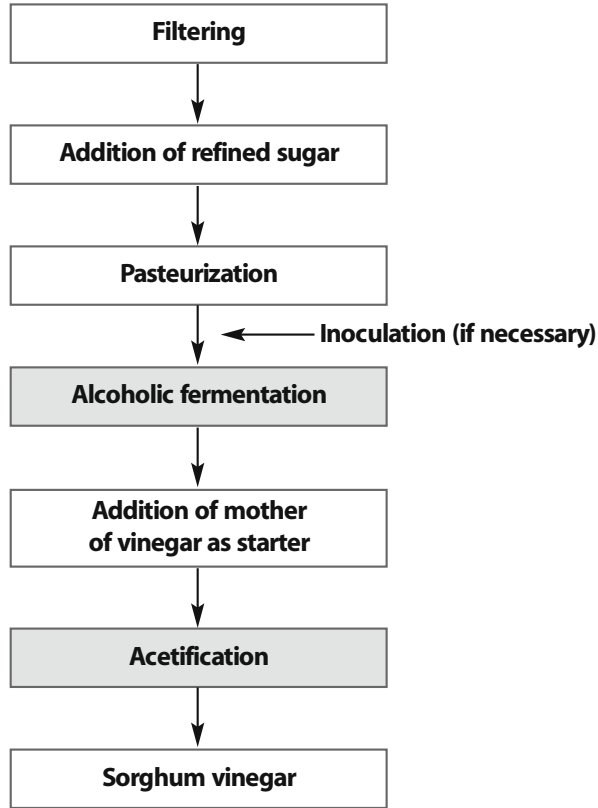 Filtering
Addition of refined sugar
Pasteurization
Inoculation (if necessary)
Alcoholic fermentation
Addition of mother
of vinegar as starter
Acetification
Sorghum vinegar